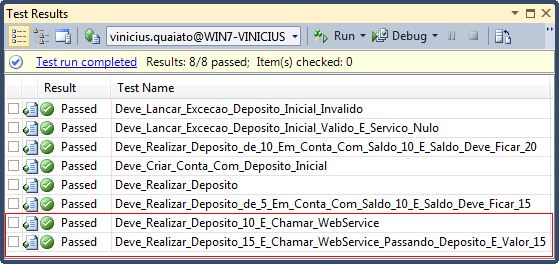 Test Results
vinicius.quaiato@WIN7-VINICIUS Run Debug
Test run completed Results: 8/8 passed; Item(s) checked: 0
Result Test Name
Passed Deve_Lancar_Excecao_Deposito_Inicial_Invalido
Passed Deve_Lancar_Excecao_Deposito_Inicial_Valido_E_Servico_Nulo
Passed Deve_Realizar_Deposito_de_10_Em_Conta_Com_Saldo_10_E_Saldo_Deve_Ficar_20
Passed Deve_Criar_Conta_Com_Deposito_Inicial
Passed Deve_Realizar_Deposito
Passed Deve_Realizar_Deposito_de_5_Em_Conta_Com_Saldo_10_E_Saldo_Deve_Ficar_15
Passed Deve_Realizar_Deposito_10_E_Chamar_WebService
Passed Deve_Realizar_Deposito_15_E_Chamar_WebService_Passando_Deposito_E_Valor_15